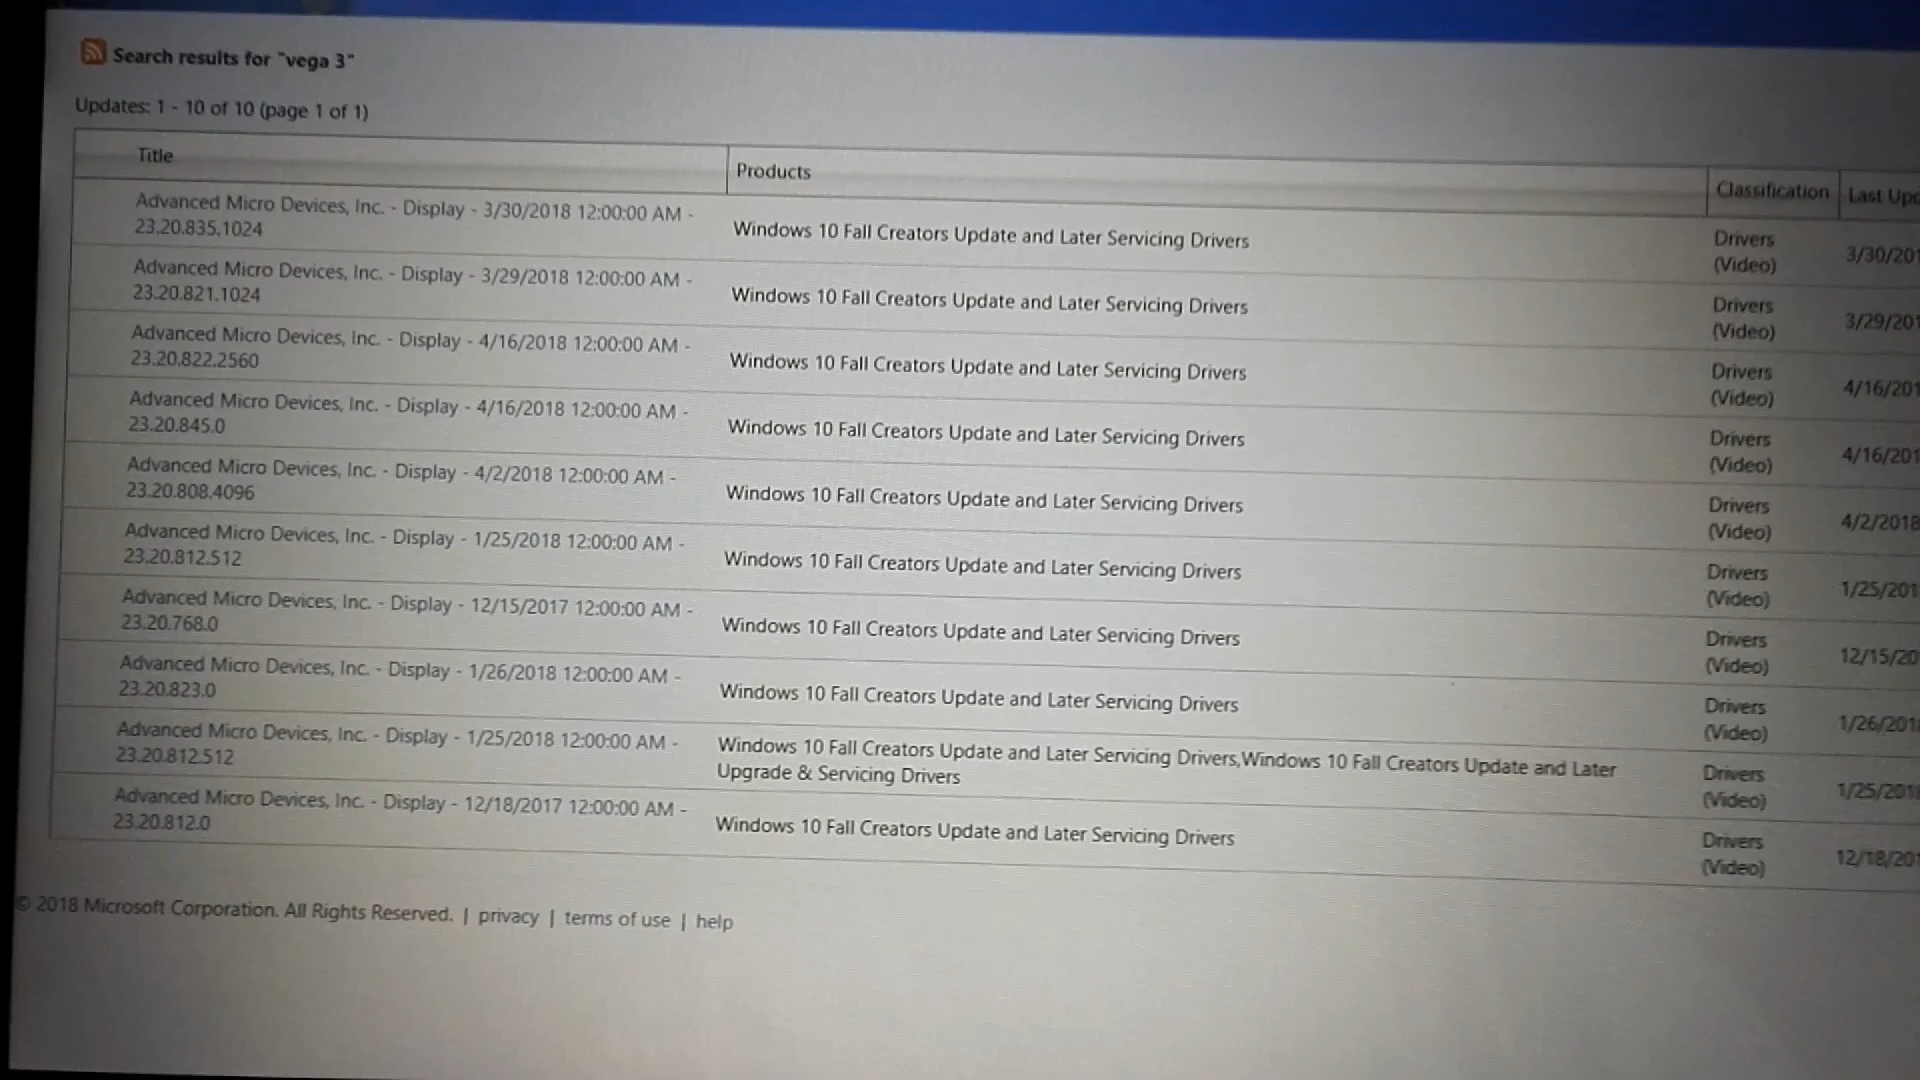 Search results for "vega 3"
Updates: 1 - 10 of 10 (page 1 of 1)
Title Products Classification Last
Advanced Micro Devices, Inc. - Display - 3/30/2018 12:00:00 AM -
23.20.835.1024
Windows 10 Fall Creators Update and Later Servicing Drivers
Drivers
(Video)
Advanced Micro Devices, Inc. - Display - 3/29/2018 12:00:00 AM -
23.20.821.1024
Windows 10 Fall Creators Update and Later Servicing Drivers
Drivers
(Video)
Advanced Micro Devices, Inc. - Display - 4/16/2018 12:00:00 AM -
23.20.822.2560
Windows 10 Fall Creators Update and Later Servicing Drivers
Drivers
(Video)
Advanced Micro Devices, Inc. - Display - 4/16/2018 12:00:00 AM -
23.20.845.0
Windows 10 Fall Creators Update and Later Servicing Drivers
Drivers
(Video)
Advanced Micro Devices, Inc. - Display - 4/2/2018 12:00:00 AM -
23.20.808.4096
Windows 10 Fall Creators Update and Later Servicing Drivers
Drivers
(Video)
4/2/2018
Advanced Micro Devices, Inc. - Display - 1/25/2018 12:00:00 AM -
23.20.812.512
Windows 10 Fall Creators Update and Later Servicing Drivers
Drivers
(Video)
Advanced Micro Devices, Inc. - Display - 12/15/2017 12:00:00 AM -
23.20.768.0
Windows 10 Fall Creators Update and Later Servicing Drivers
Drivers
(Video)
Advanced Micro Devices, Inc. - Display - 1/26/2018 12:00:00 AM -
23.20.823.0
Windows 10 Fall Creators Update and Later Servicing Drivers
Drivers
(Video)
Advanced Micro Devices, Inc. - Display - 1/25/2018 12:00:00 AM -
23.20.812.512
Windows 10 Fall Creators Update and Later Servicing Drivers,Windows 10 Fall Creators Update and Later
Upgrade & Servicing Drivers
Drivers
(Video)
Advanced Micro Devices, Inc. - Display - 12/18/2017 12:00:00 AM -
23.20.812.0
Windows 10 Fall Creators Update and Later Servicing Drivers
Drivers
(Video)
© 2018 Microsoft Corporation. All Rights Reserved. | privacy | terms of use | help